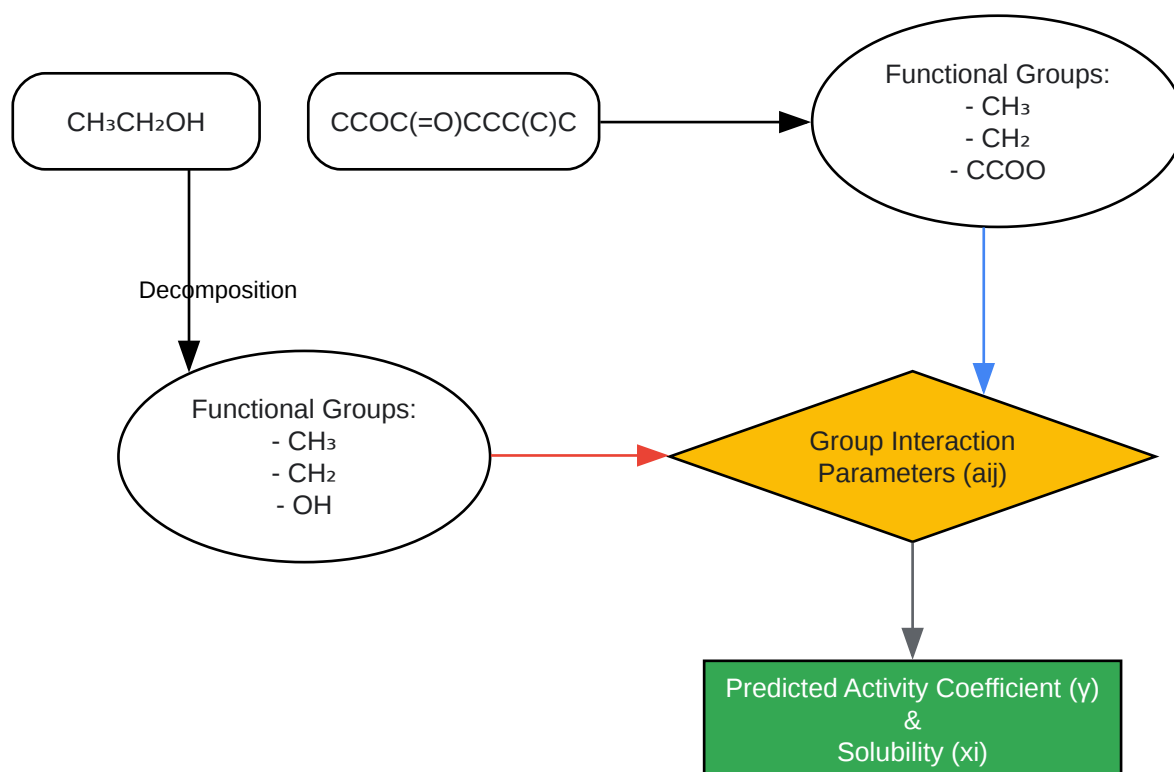 CH₃CH₂OH
CCOC(=O)CCC(C)C
Functional Groups:
- CH₃
- CH₂
- CCOO
Decomposition
Functional Groups:
- CH₃
- CH₂
- OH
Group Interaction
Parameters (aij)
Predicted Activity Coefficient (γ)
&
Solubility (xi)